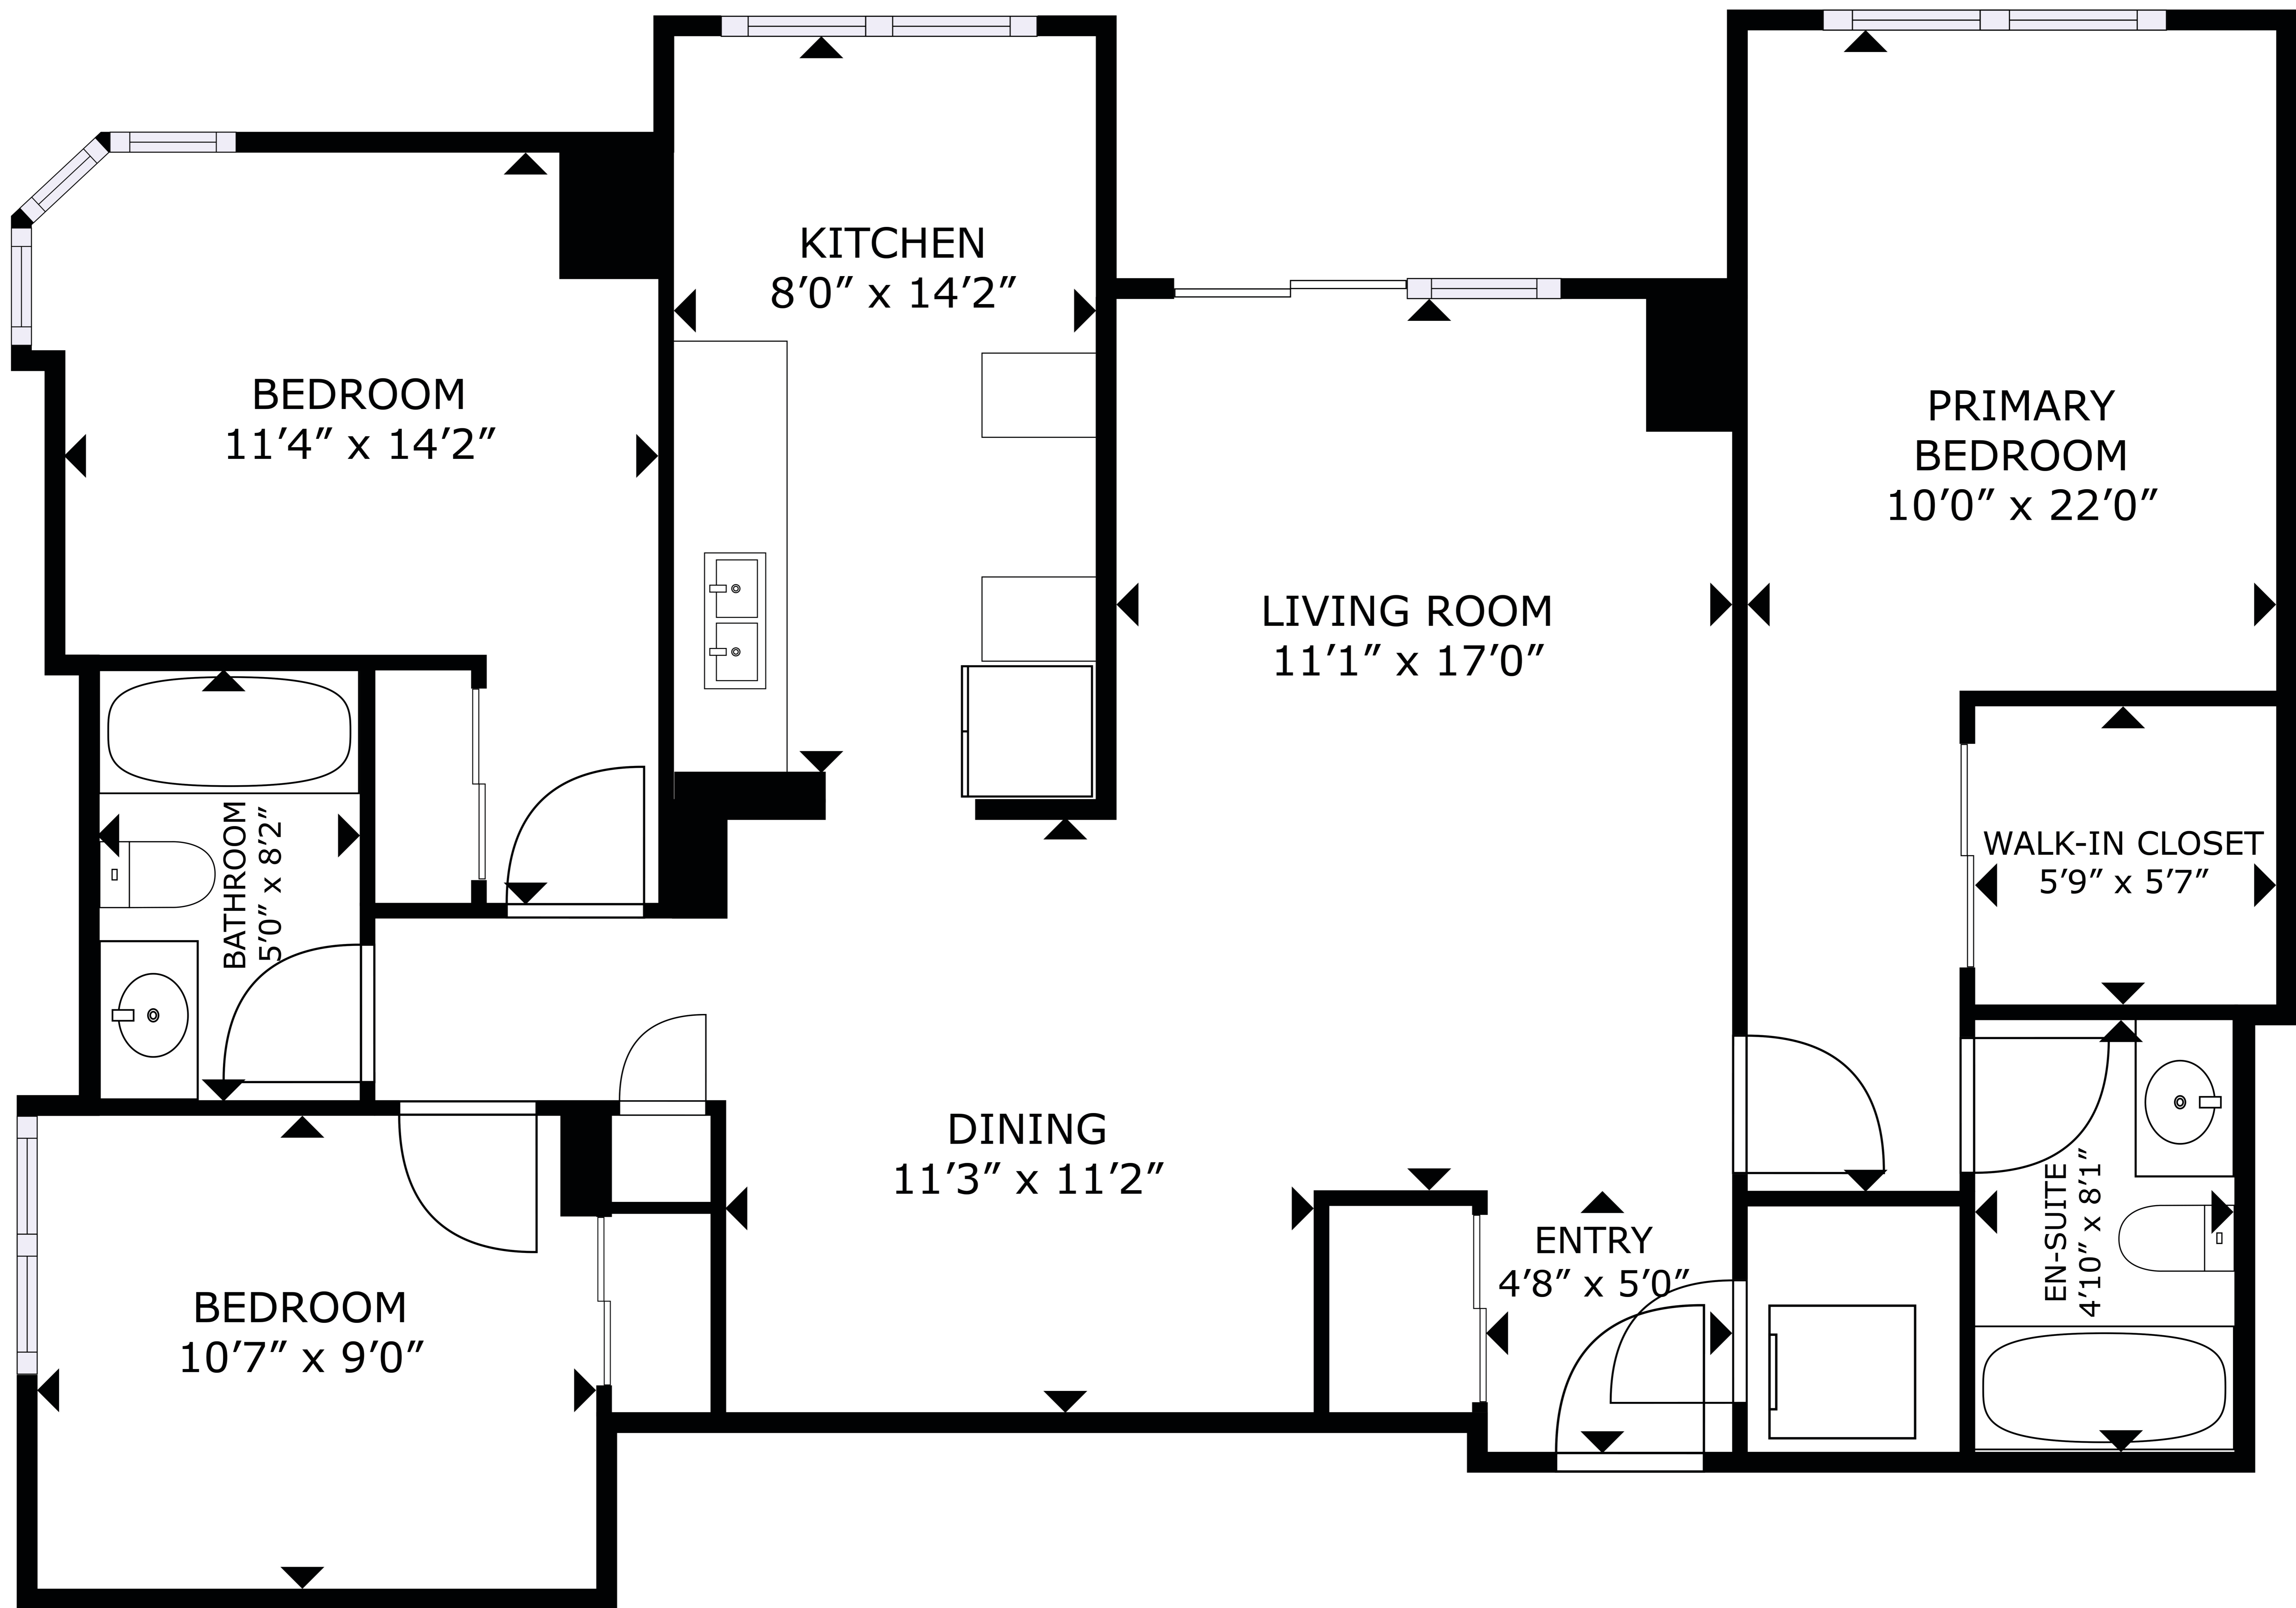 KITCHEN
8’0” x 14’2”
BEDROOM
11’4” x 14’2”
PRIMARY
BEDROOM
10’0” x 22’0”
LIVING ROOM
11’1” x 17’0”
BATHROOM
5’0” x 8’2”
WALK-IN CLOSET
5’9” x 5’7”
DINING
11’3” x 11’2”
ENTRY
4’8” x 5’0”
EN-SUITE
4’10” x 8’1”
BEDROOM
10’7” x 9’0”